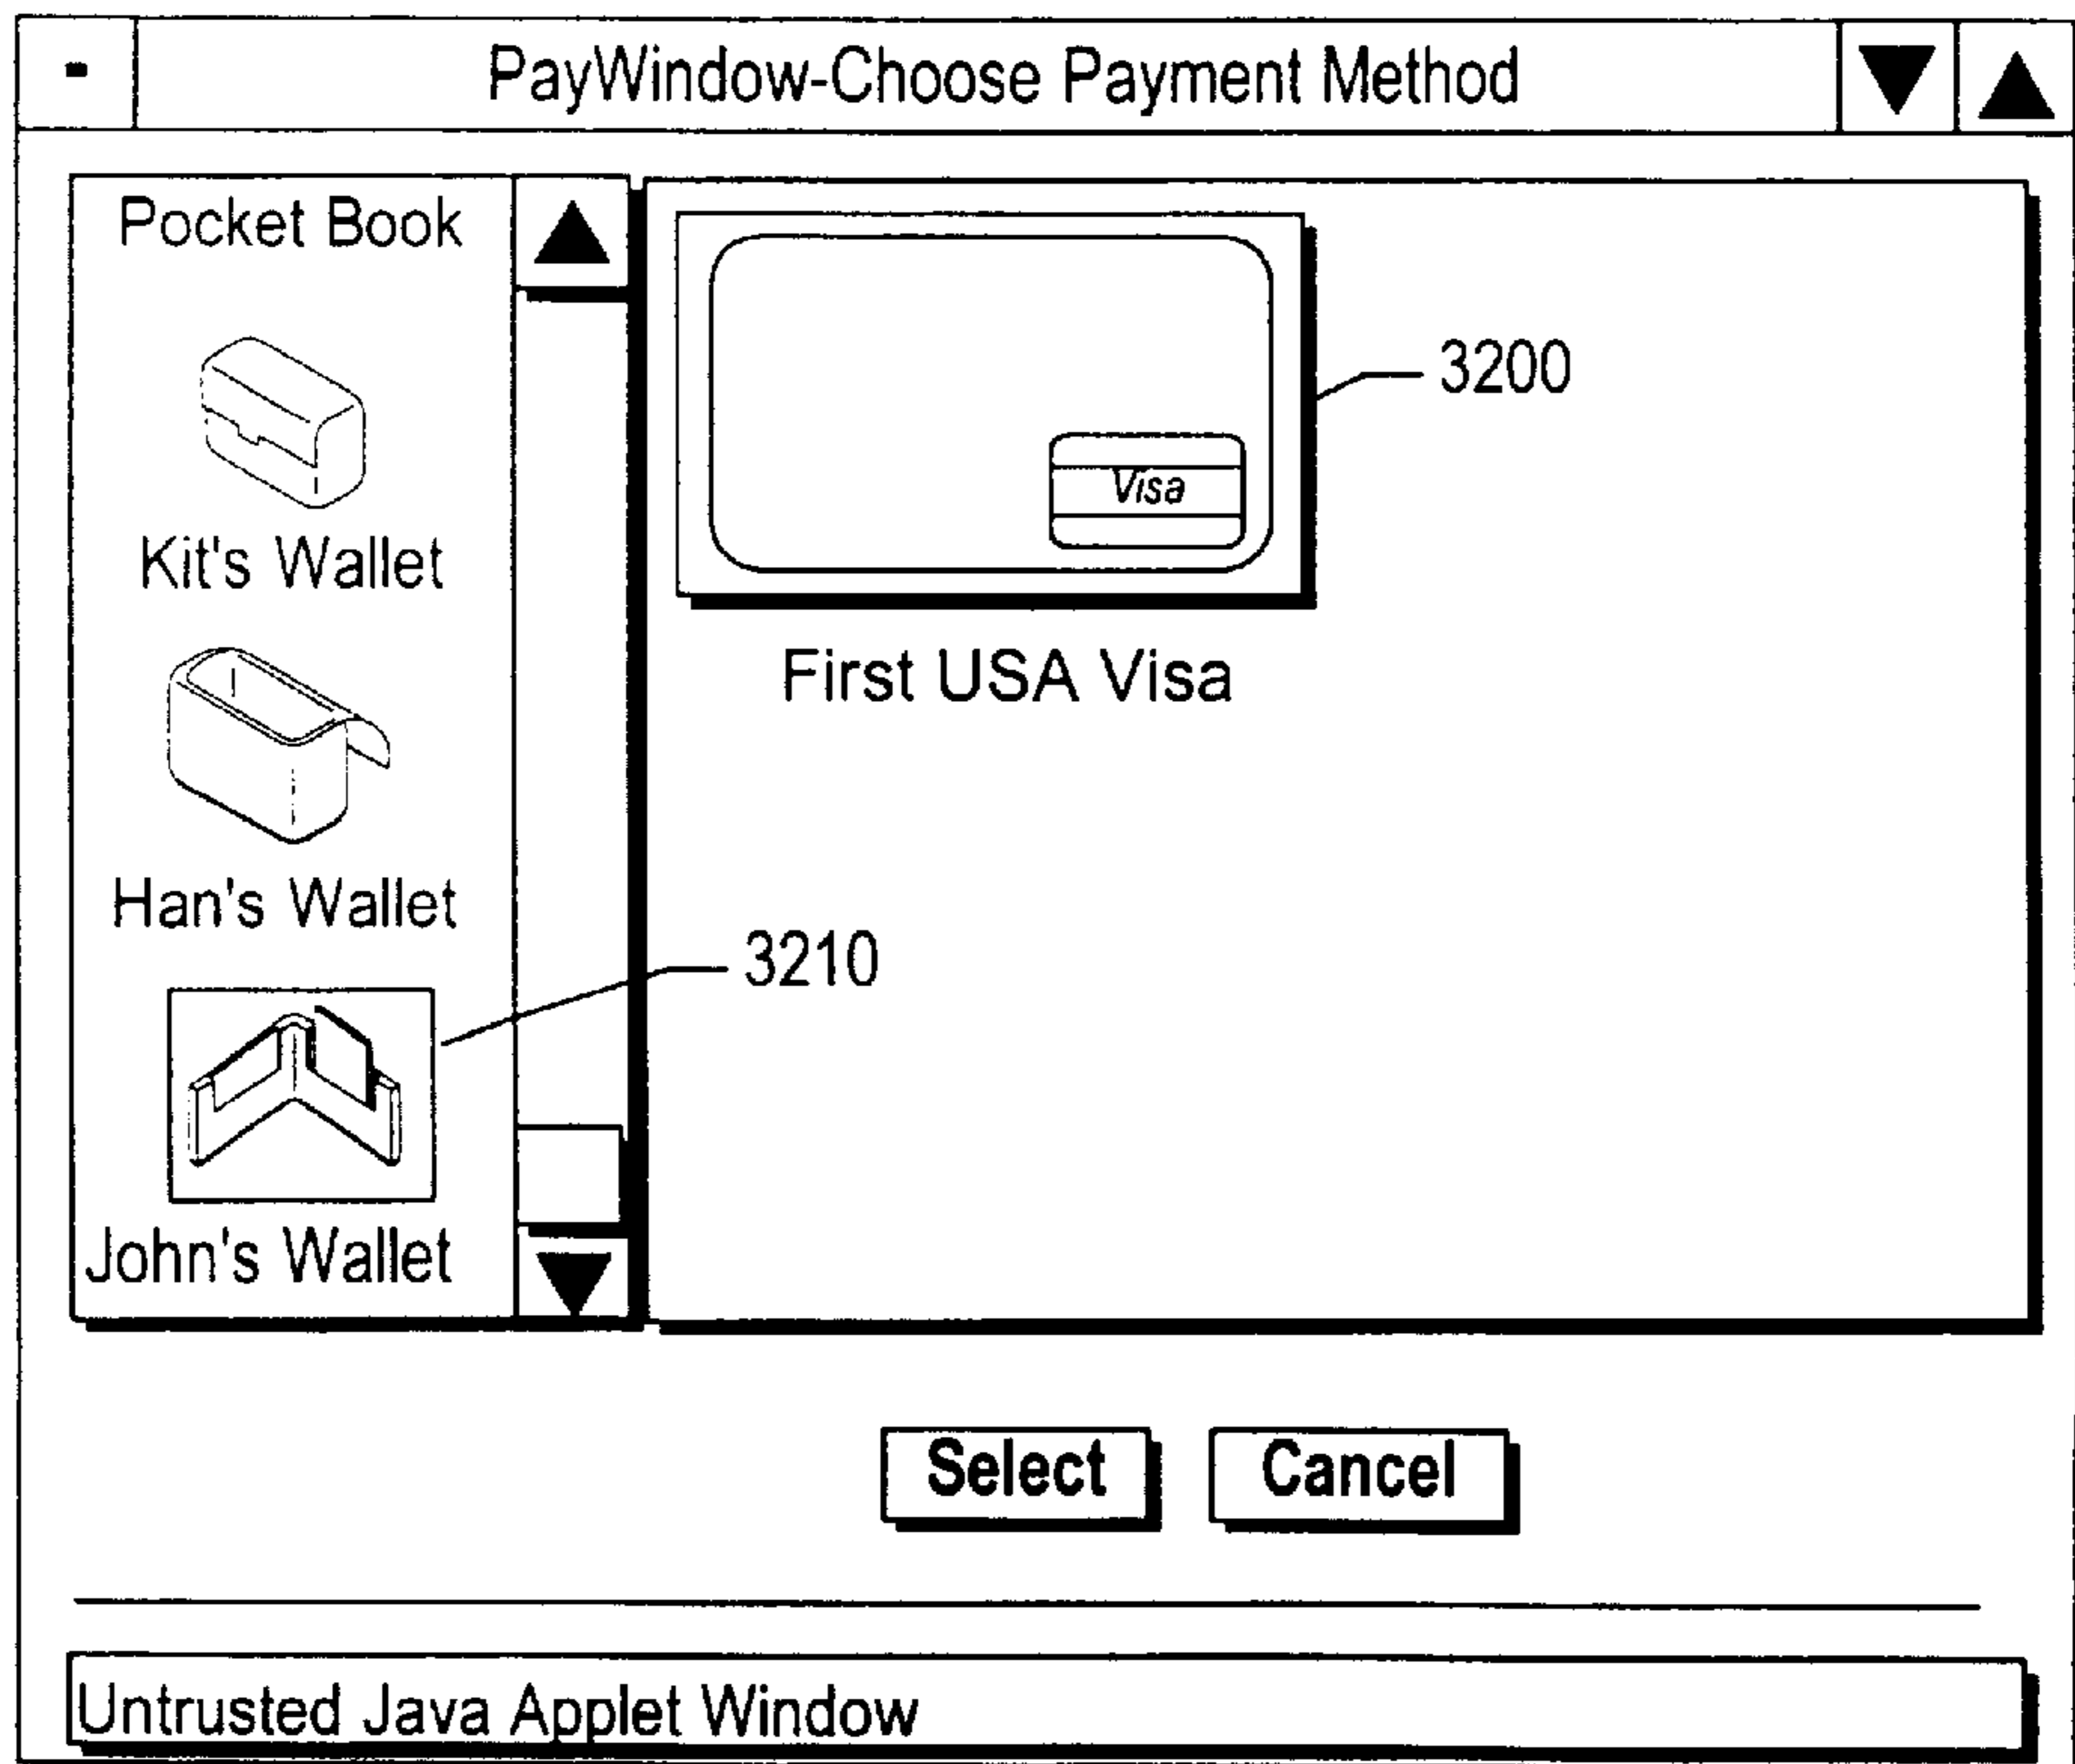 PayWindow-Choose Payment Method
Pocket Book
Kit's Wallet
Han's Wallet
John's Wallet
3210
Visa
3200
First USA Visa
Select
Cancel
Untrusted Java Applet Window